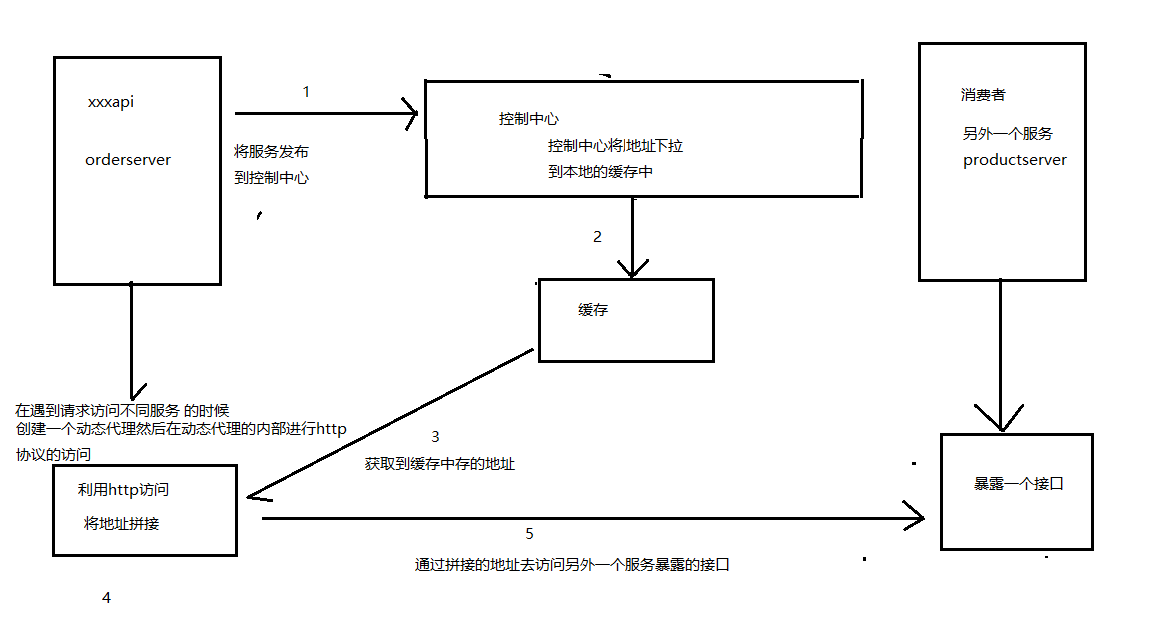 xxxapi
orderserver
1
将服务发布
到控制中心
控制中心
控制中心将地址下拉
到本地的缓存中
消费者
另外一个服务
productserver
2
缓存
在遇到请求访问不同服务 的时候
创建一个动态代理然后在动态代理的内部进行http
协议的访问
3
获取到缓存中存的地址
利用http访问
将地址拼接
4
5
通过拼接的地址去访问另外一个服务暴露的接口
暴露一个接口